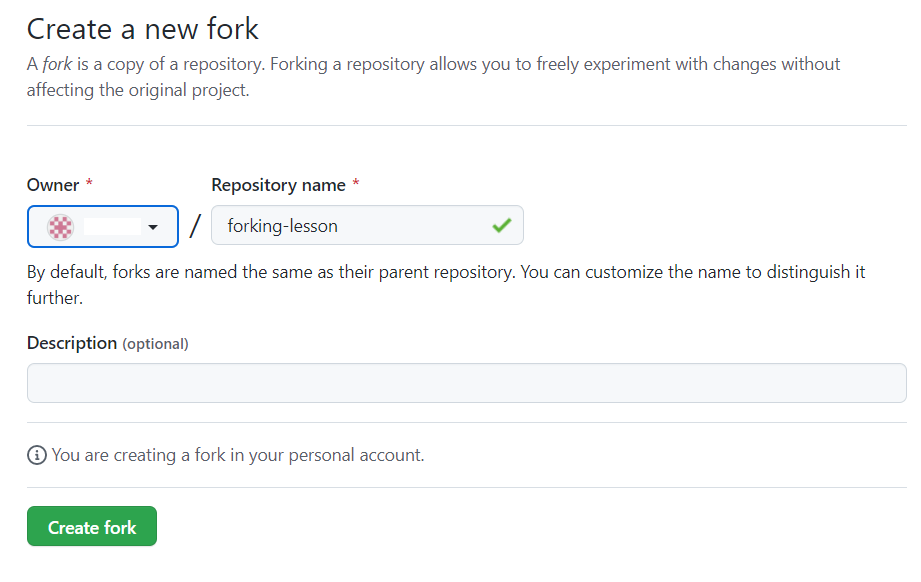 Create a new fork
A fork is a copy of a repository. Forking a repository allows you to freely experiment with changes without
affecting the original project.
Owner * Repository name *
/ forking-lesson
By default, forks are named the same as their parent repository. You can customize the name to distinguish it
further.
Description (optional)
You are creating a fork in your personal account.
Create fork